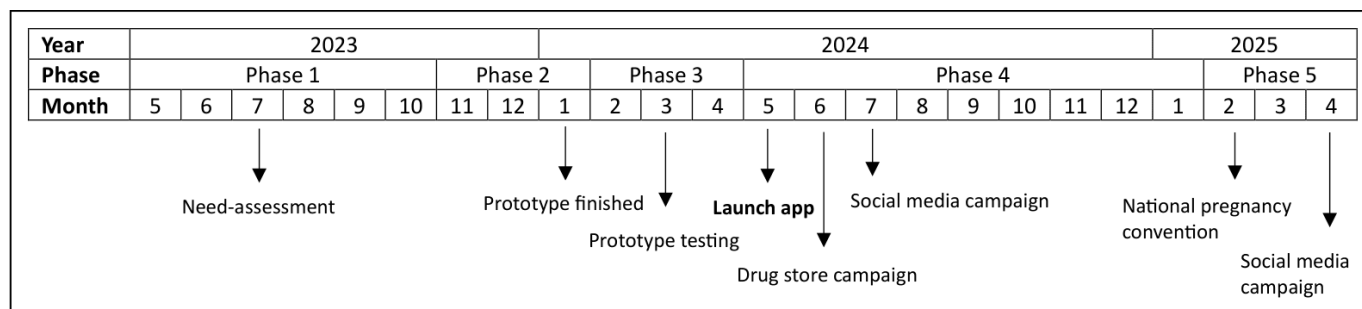 Year 2023 2024 2025
Phase Phase 1 Phase 2 Phase 3 Phase 4 Phase 5
Month 5 6 7 8 9 10 11 12 1 2 3 4 5 6 7 8 9 10 11 12 1 2 3 4
Need-assessment
Prototype finished
Prototype testing
Launch app
Drug store campaign
Social media campaign
National pregnancy
convention
Social media
campaign